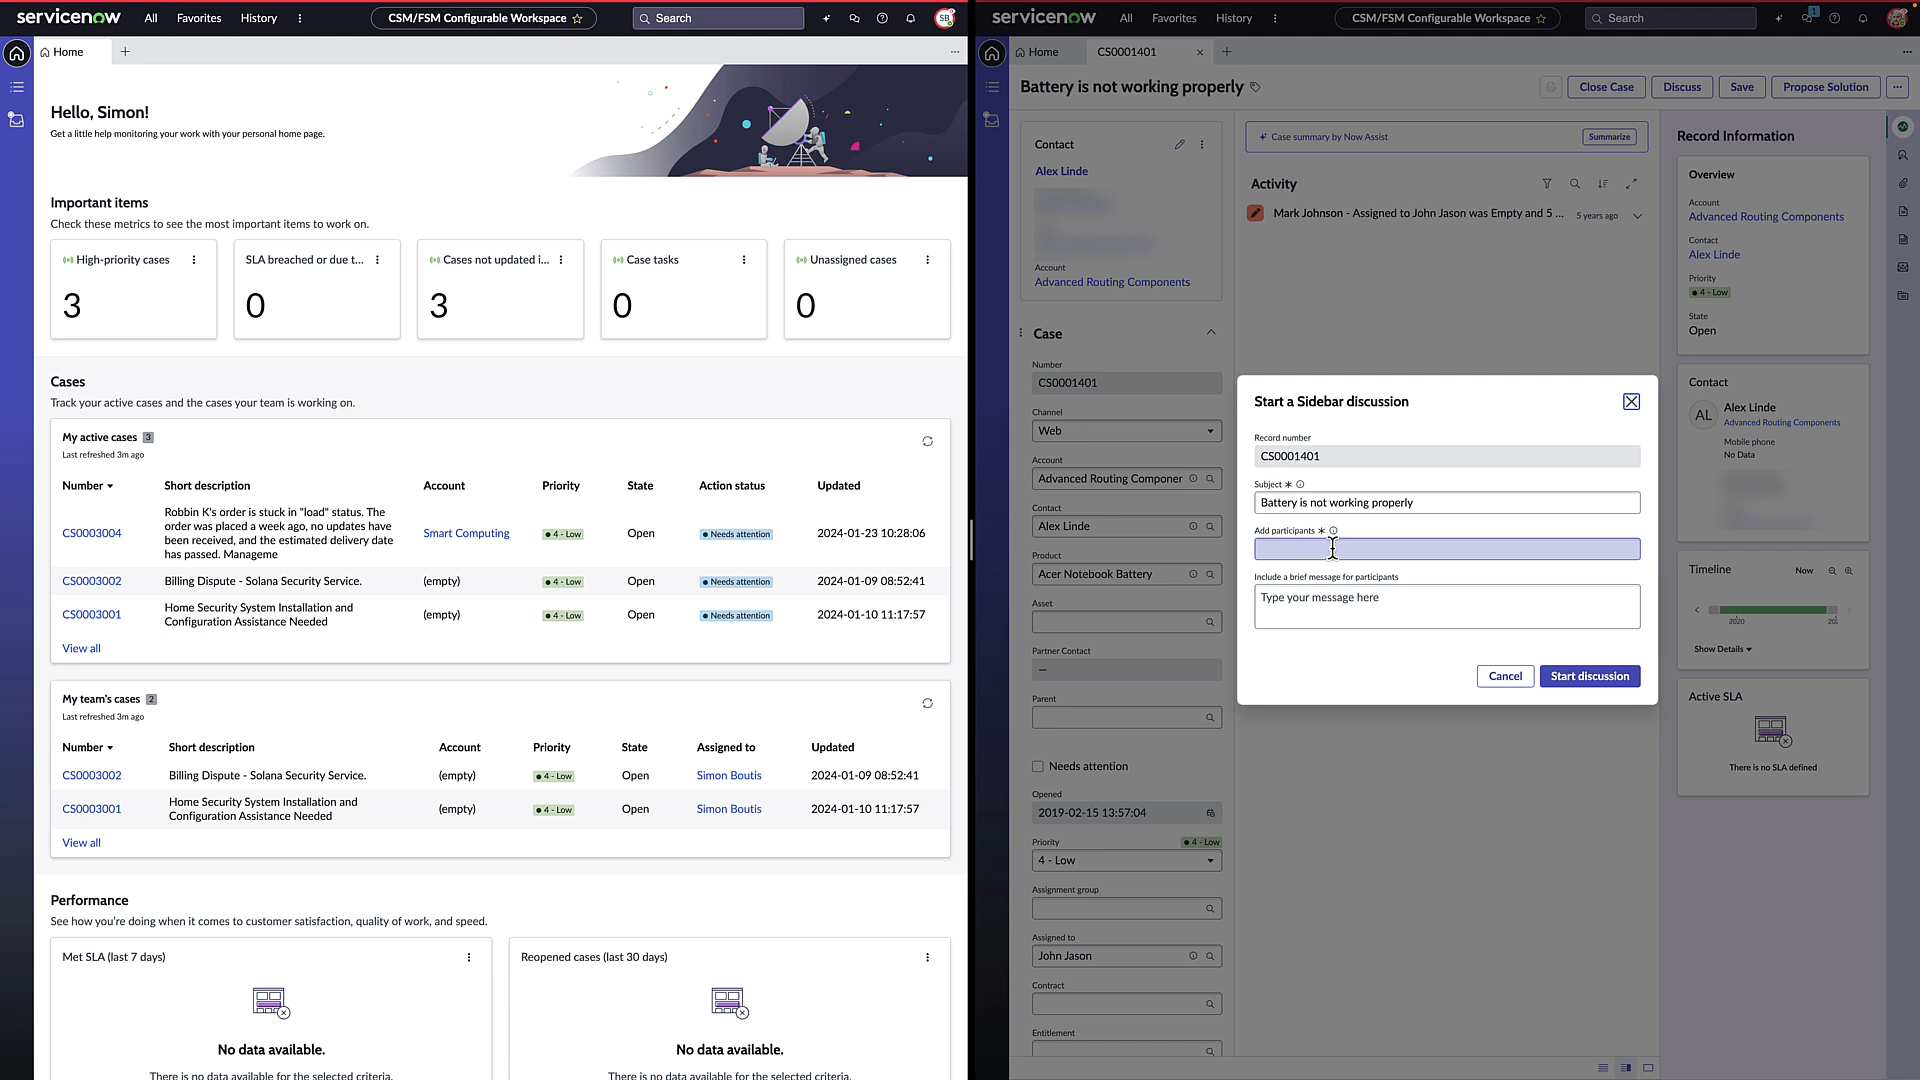 servicenow
All
Favorites
History
CSM/FSM Configurable Workspace
Search
SB
Home
Hello, Simon!
Get a little help monitoring your work with your personal home page.
Important items
Check these metrics to see the most important items to work on.
High-priority cases
3
SLA breached or due t...
0
Cases not updated i...
3
Case tasks
0
Unassigned cases
0
Cases
Track your active cases and the cases your team is working on.
My active cases 3
Last refreshed 3m ago
Number Short description Account Priority State Action status Updated
CS0003004
Robbin K's order is stuck in "load" status. The
order was placed a week ago, no updates have
been received, and the estimated delivery date
has passed. Manageme
Smart Computing
4 - Low
Open
Needs attention
2024-01-23 10:28:06
CS0003002 Billing Dispute - Solana Security Service. (empty) 4 - Low Open Needs attention 2024-01-09 08:52:41
CS0003001
Home Security System Installation and
Configuration Assistance Needed
(empty)
4 - Low
Open
Needs attention
2024-01-10 11:17:57
View all
My team's cases 2
Last refreshed 3m ago
Number Short description Account Priority State Assigned to Updated
CS0003002 Billing Dispute - Solana Security Service. (empty) 4 - Low Open Simon Boutis 2024-01-09 08:52:41
CS0003001
Home Security System Installation and
Configuration Assistance Needed
(empty)
4 - Low
Open
Simon Boutis
2024-01-10 11:17:57
View all
Performance
See how you're doing when it comes to customer satisfaction, quality of work, and speed.
Met SLA (last 7 days)
No data available.
There is no data available for the selected criteria.
Reopened cases (last 30 days)
No data available.
There is no data available for the selected criteria.
servicenow
All
Favorites
History
CSM/FSM Configurable Workspace
Search
1
Home
CS0001401
Battery is not working properly
Close Case
Discuss
Save
Propose Solution
Contact
Alex Linde
Account
Advanced Routing Components
Case
Number
CS0001401
Channel
Web
Account
Advanced Routing Componer
Contact
Alex Linde
Product
Acer Notebook Battery
Asset
Partner Contact
—
Parent
Needs attention
Opened
2019-02-15 13:57:04
Priority
4 - Low
4 - Low
Assignment group
Assigned to
John Jason
Contract
Entitlement
Case summary by Now Assist
Summarize
Activity
Mark Johnson - Assigned to John Jason was Empty and 5 ...
5 years ago
Start a Sidebar discussion
Record number
CS0001401
Subject *
Battery is not working properly
Add participants *
Include a brief message for participants
Type your message here
Cancel
Start discussion
Record Information
Overview
Account
Advanced Routing Components
Contact
Alex Linde
Priority
4 - Low
State
Open
Contact
AL
Alex Linde
Advanced Routing Components
Mobile phone
No Data
Timeline
Now
2020
Show Details
Active SLA
There is no SLA defined